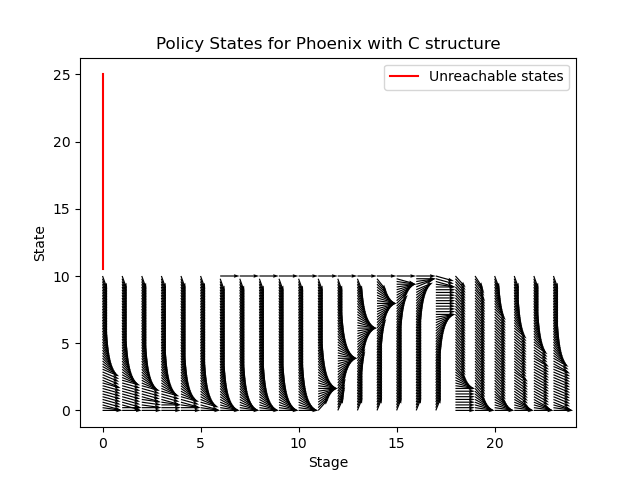 Policy States for Phoenix with C structure
Unreachable states
25
20
15
10
5
0
State
0 5 10 15 20
Stage